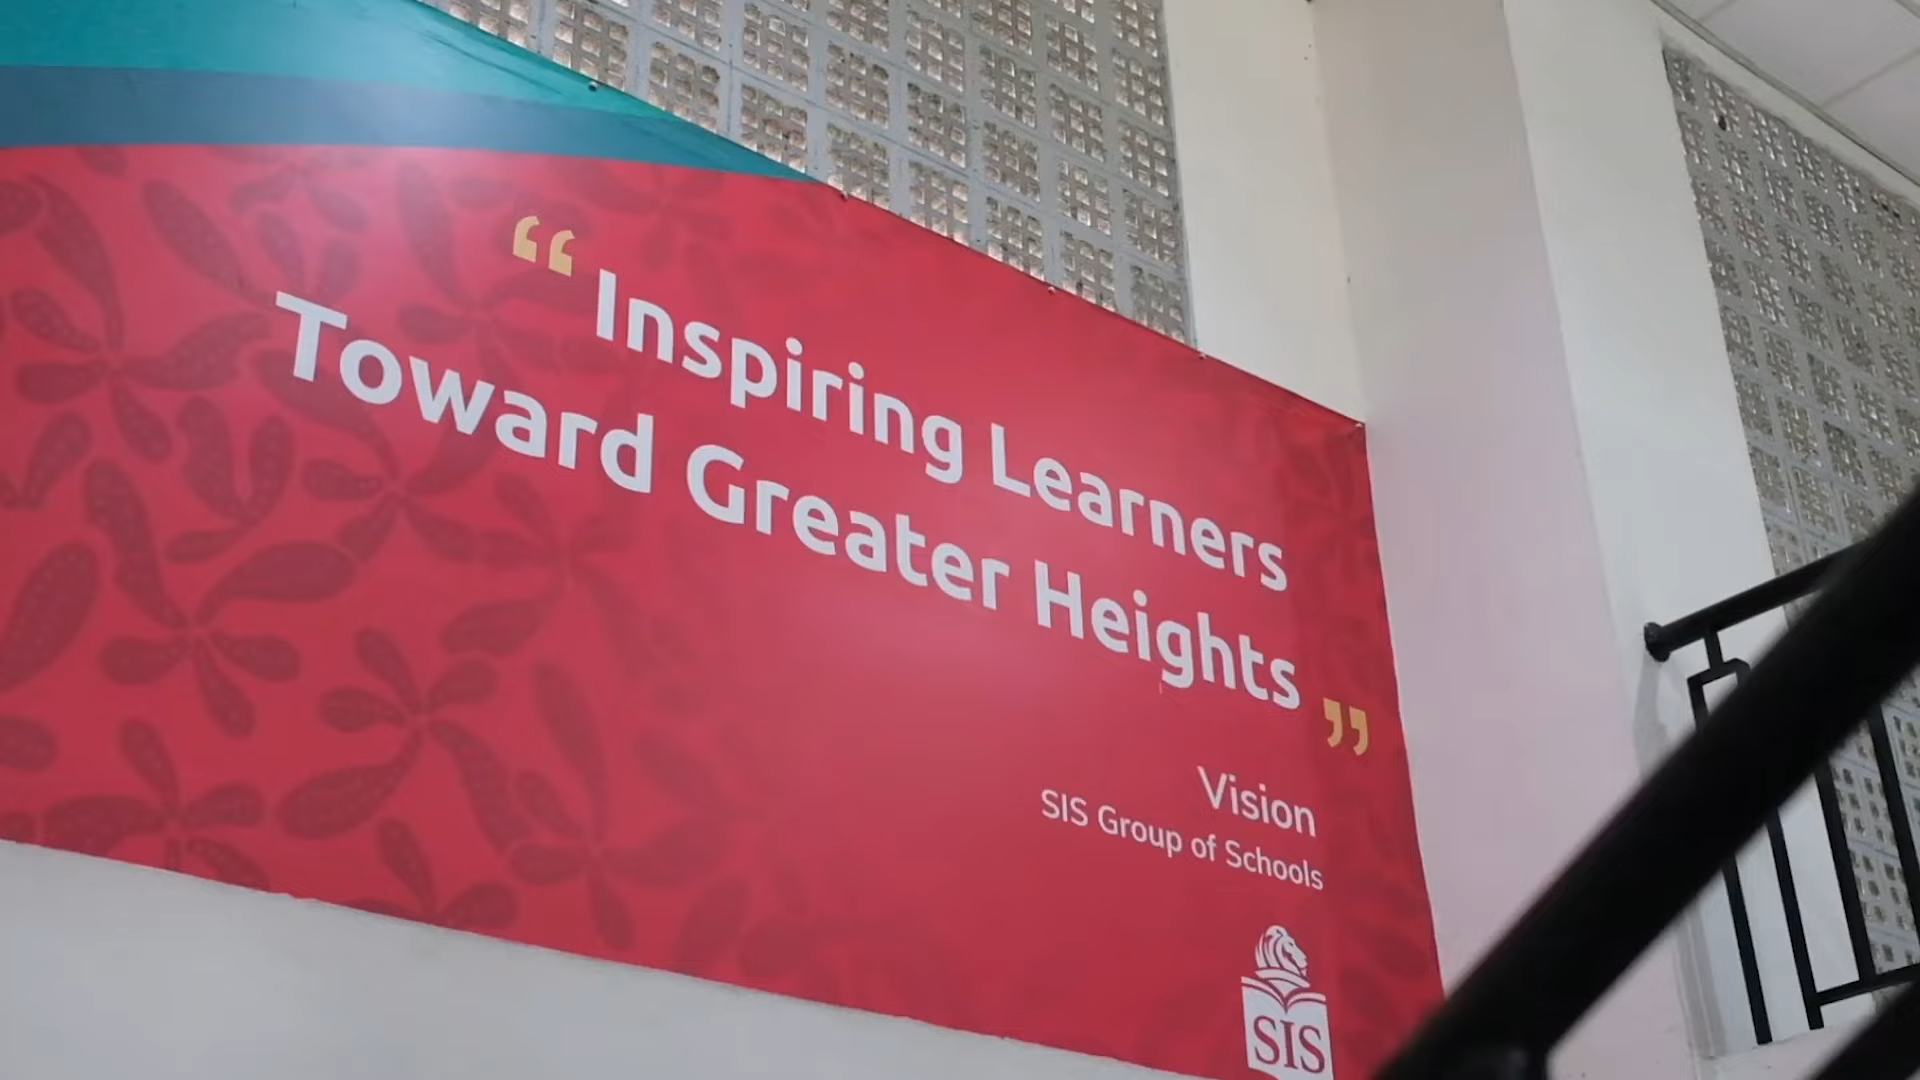 “Inspiring Learners
Toward Greater Heights”
Vision
SIS Group of Schools
SIS